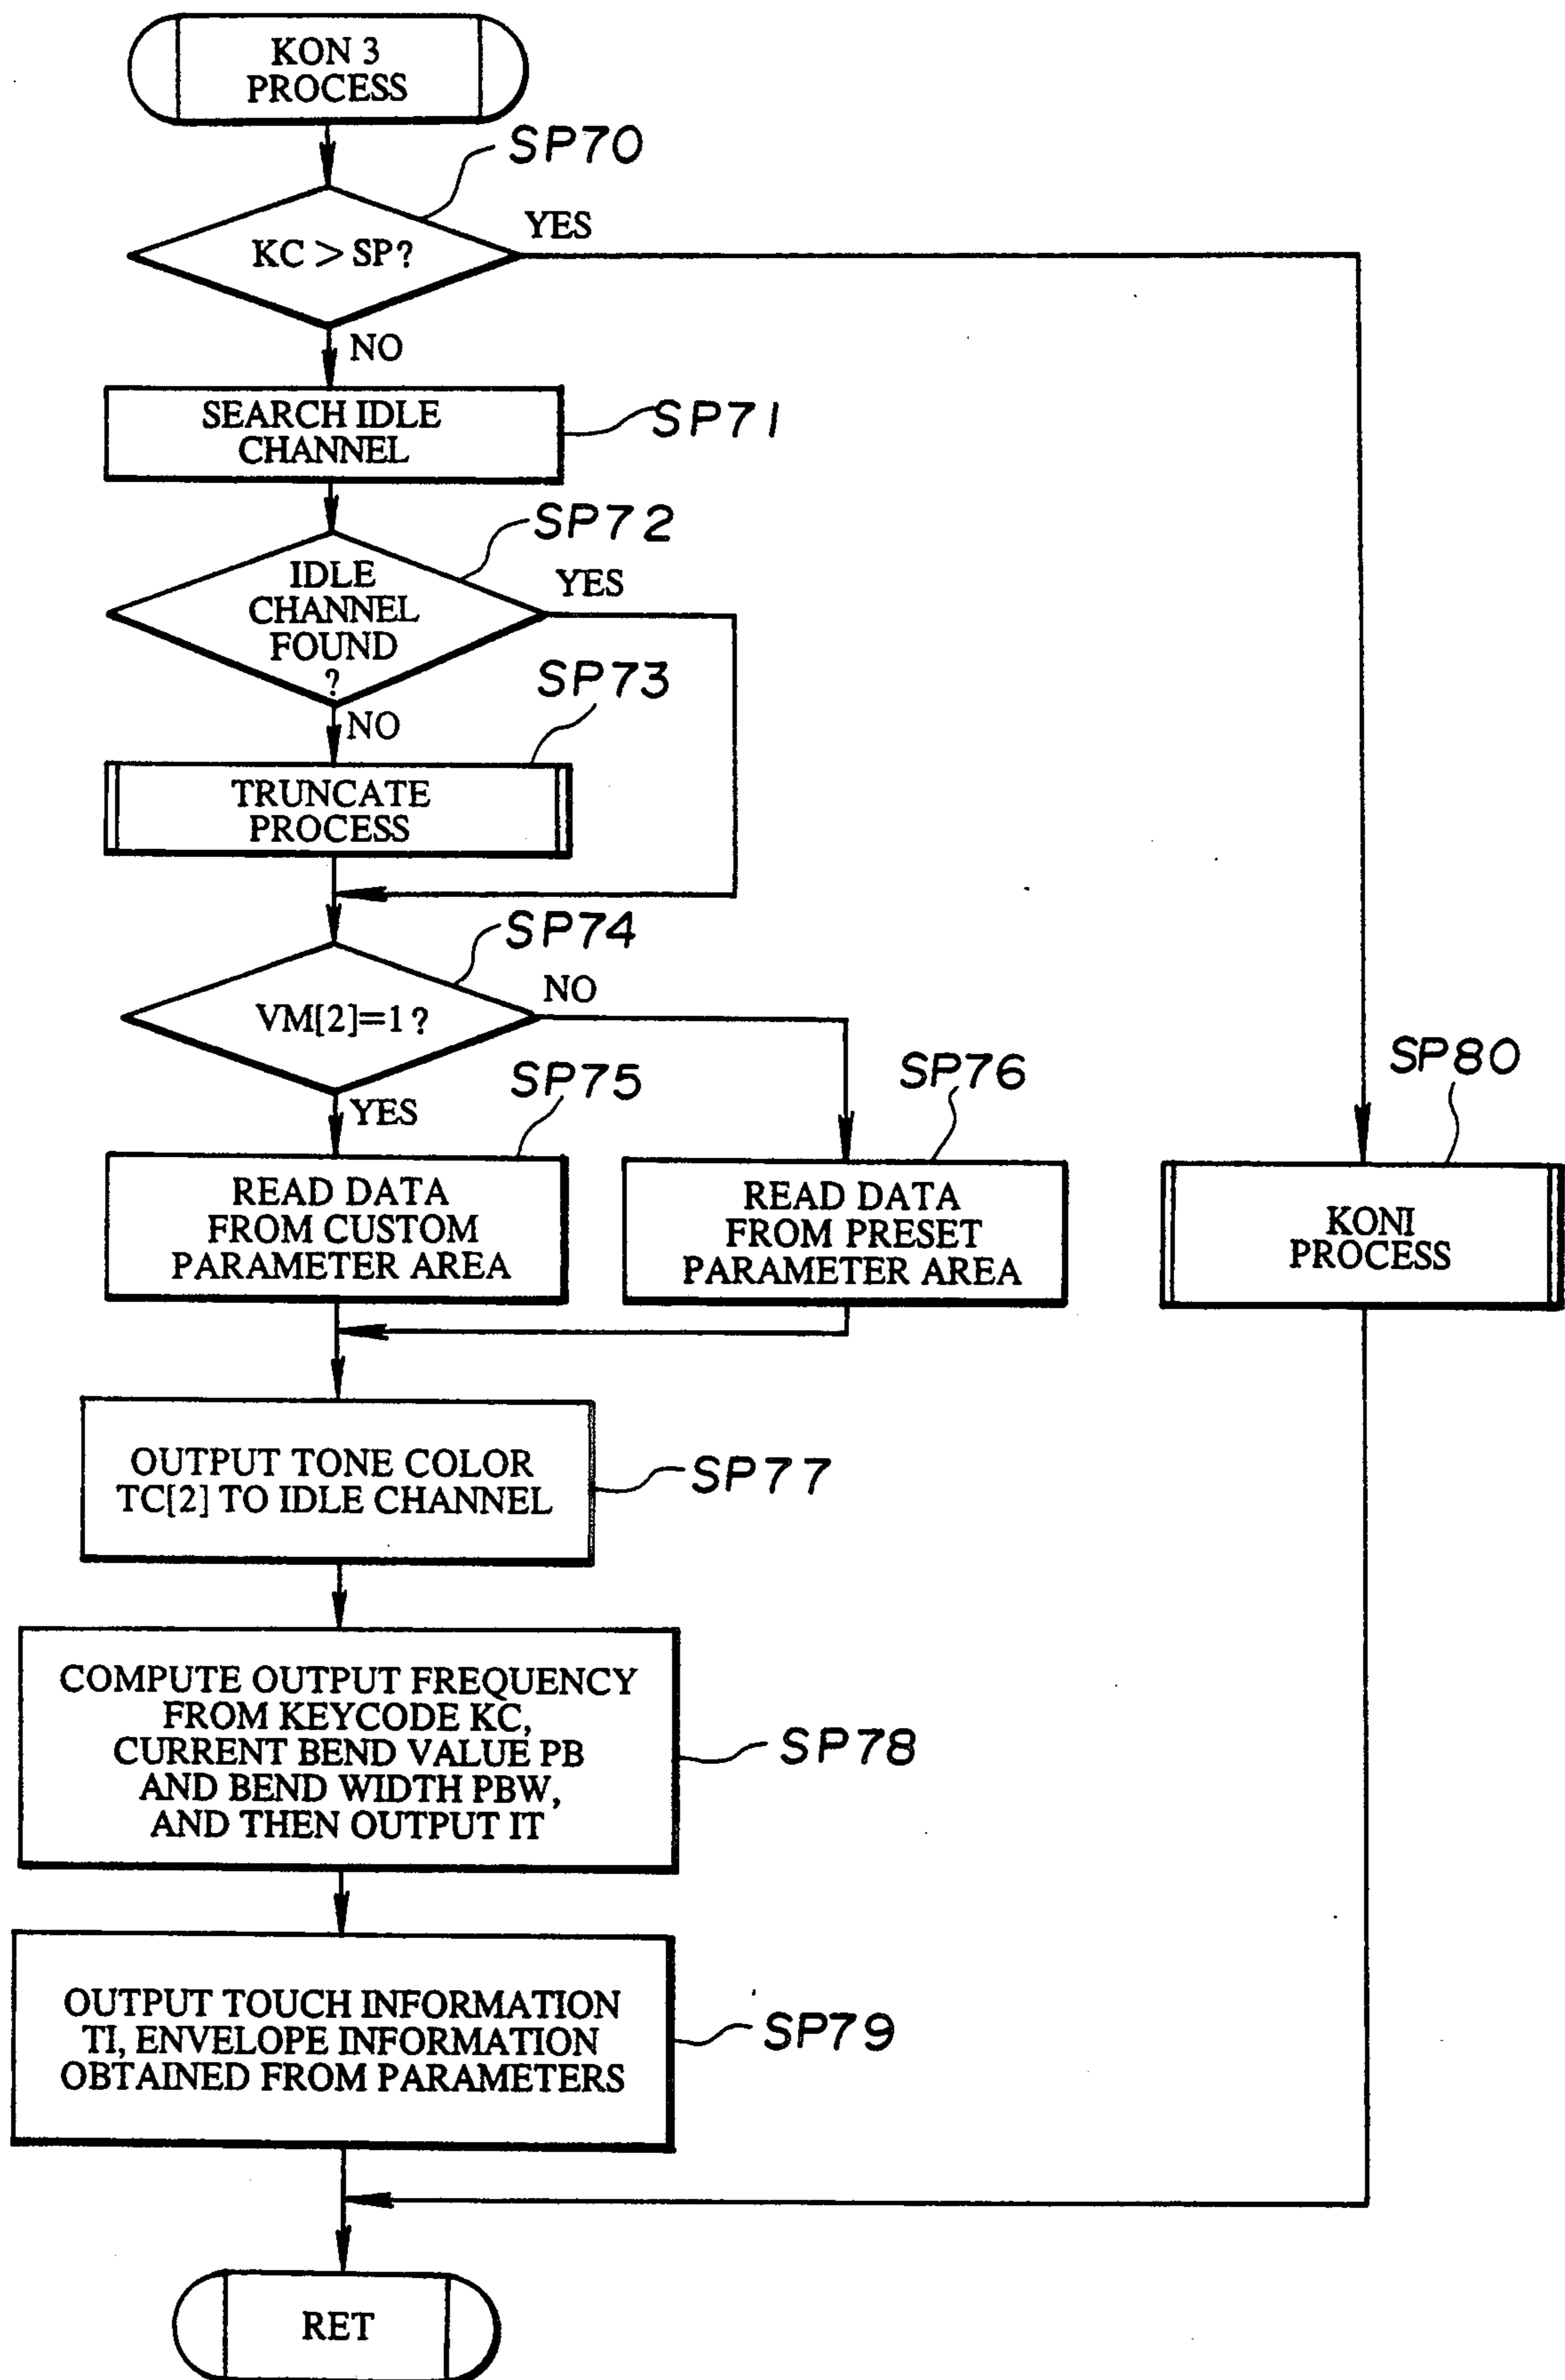 KON 3
PROCESS
SP70
KC > SP?
YES
NO
SEARCH IDLE
CHANNEL
SP71
SP72
IDLE
CHANNEL
FOUND
?
YES
NO
SP73
TRUNCATE
PROCESS
SP74
VM[2]=1?
NO
YES
SP75
READ DATA
FROM CUSTOM
PARAMETER AREA
SP76
READ DATA
FROM PRESET
PARAMETER AREA
SP80
KONI
PROCESS
OUTPUT TONE COLOR
TC[2] TO IDLE CHANNEL
SP77
COMPUTE OUTPUT FREQUENCY
FROM KEYCODE KC,
CURRENT BEND VALUE PB
AND BEND WIDTH PBW,
AND THEN OUTPUT IT
SP78
OUTPUT TOUCH INFORMATION
TI, ENVELOPE INFORMATION
OBTAINED FROM PARAMETERS
SP79
RET